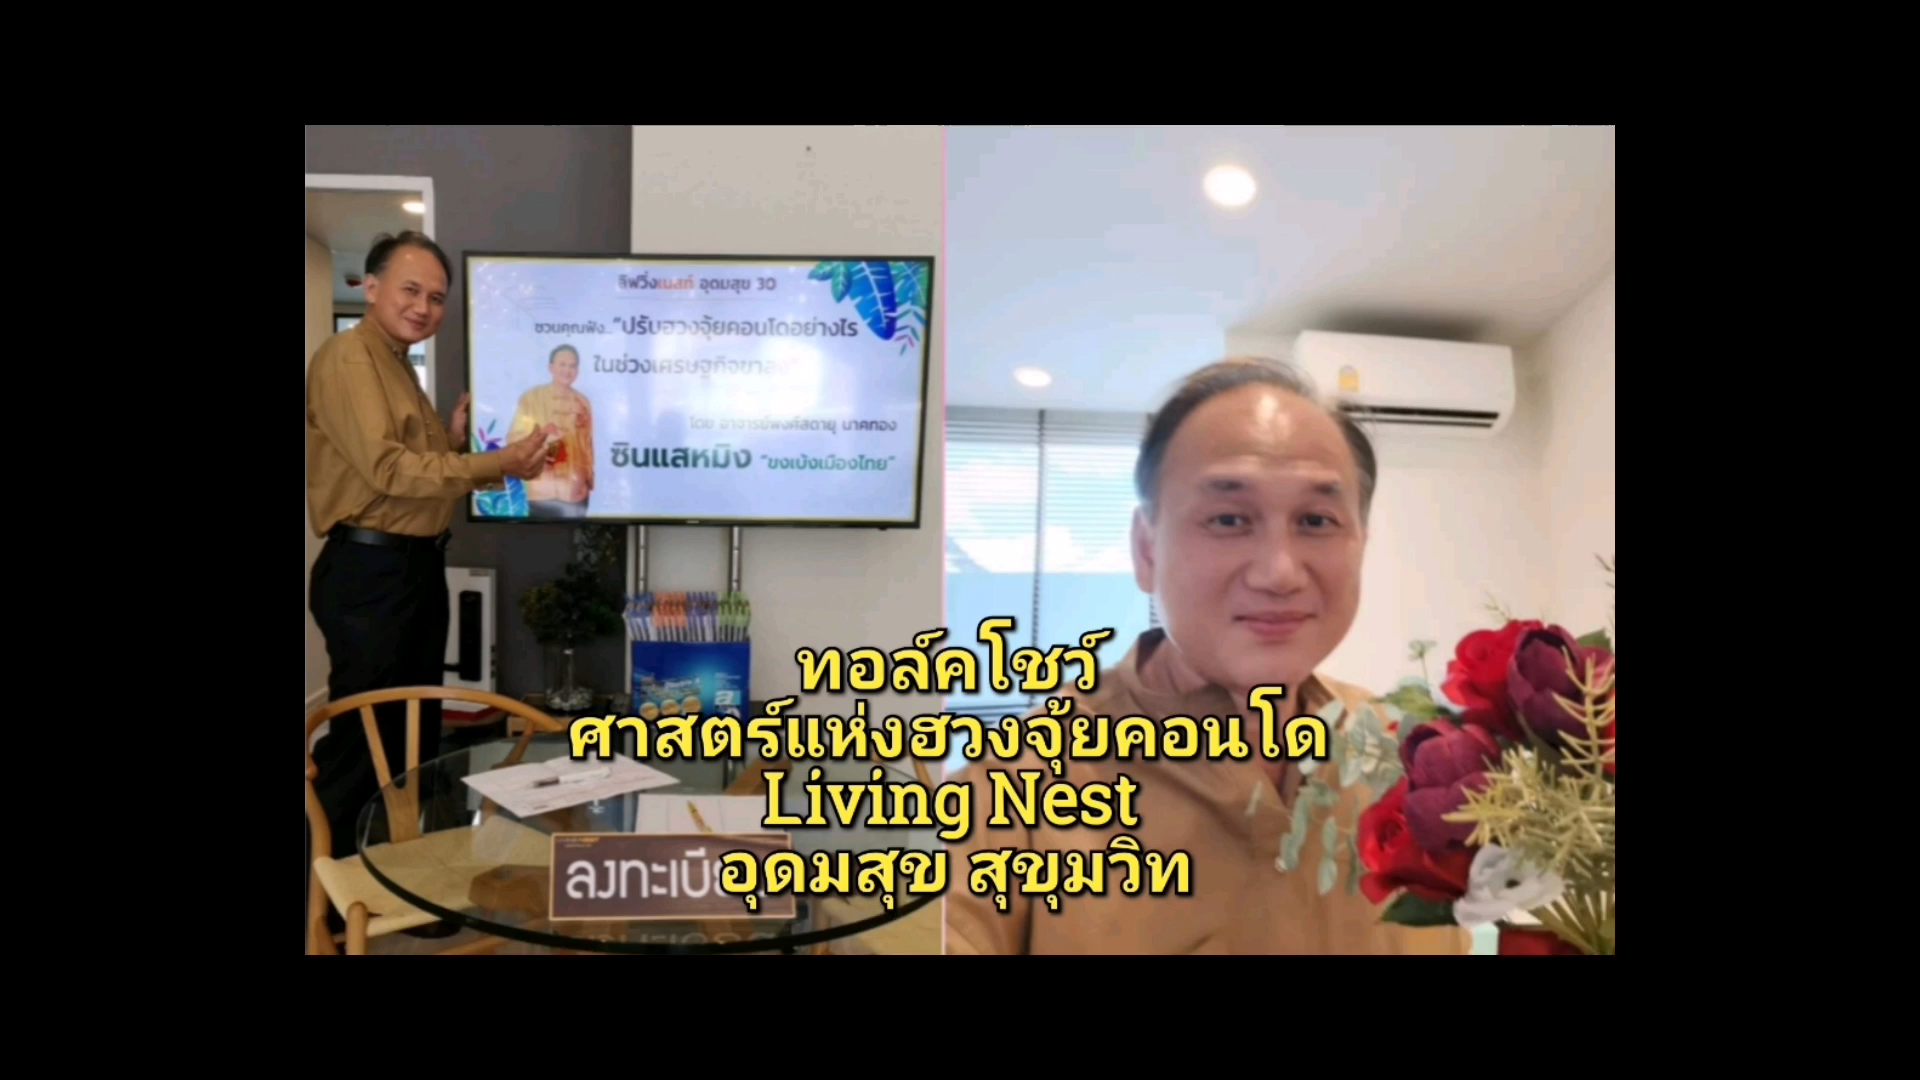 ลิฟวิ่งเนสท์ อุดมสุข 30
ชวนคุณฟัง... "ปรับฮวงจุ้ยคอนโดอย่างไร
ในช่วงเศรษฐกิจขาลง"
โดย อาจารย์พงศ์สดายุ นาคทอง
ซินแสหมิง "ขงเบ้งเมืองไทย"
ทอล์คโชว์
ศาสตร์แห่งฮวงจุ้ยคอนโด
Living Nest
อุดมสุข สุขุมวิท